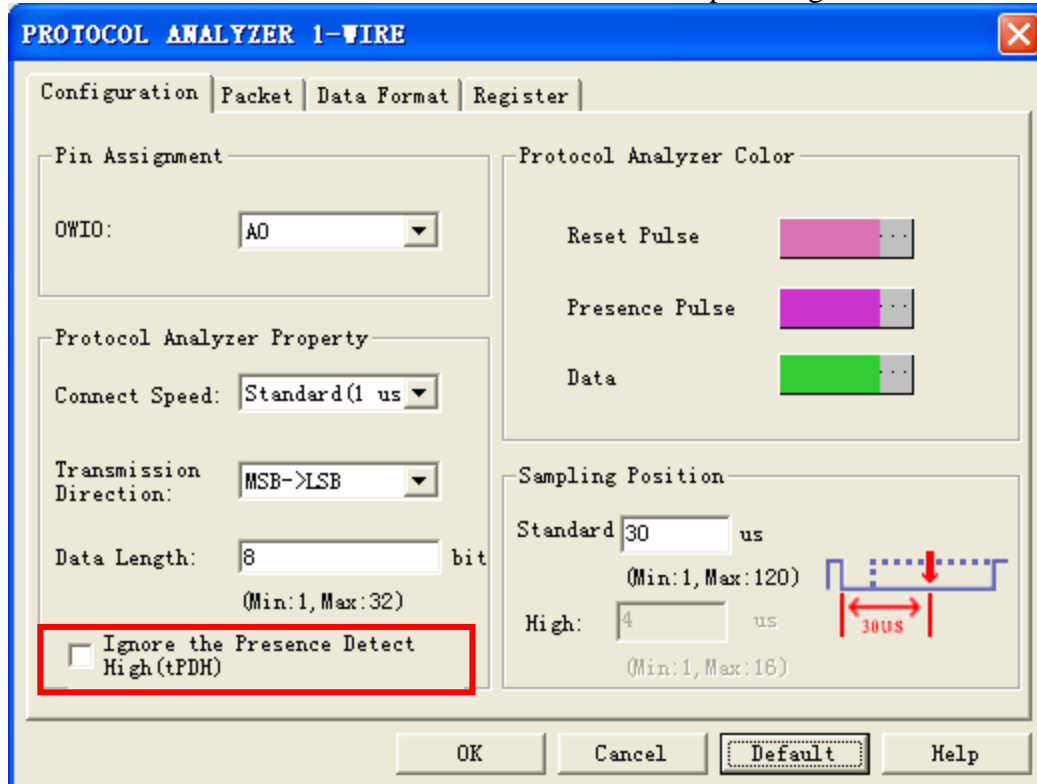 PROTOCOL ANALYZER 1-WIRE
Configuration Packet Data Format Register
Pin Assignment
OWIO: A0
Protocol Analyzer Property
Connect Speed: Standard(1 us
Transmission
Direction: MSB->LSB
Data Length: 8 bit
(Min:1,Max:32)
Ignore the Presence Detect
High(tPDH)
Protocol Analyzer Color
Reset Pulse ...
Presence Pulse ...
Data ...
Sampling Position
Standard 30 us
(Min:1,Max:120)
High: 4 us
(Min:1,Max:16)
30US
OK Cancel Default Help